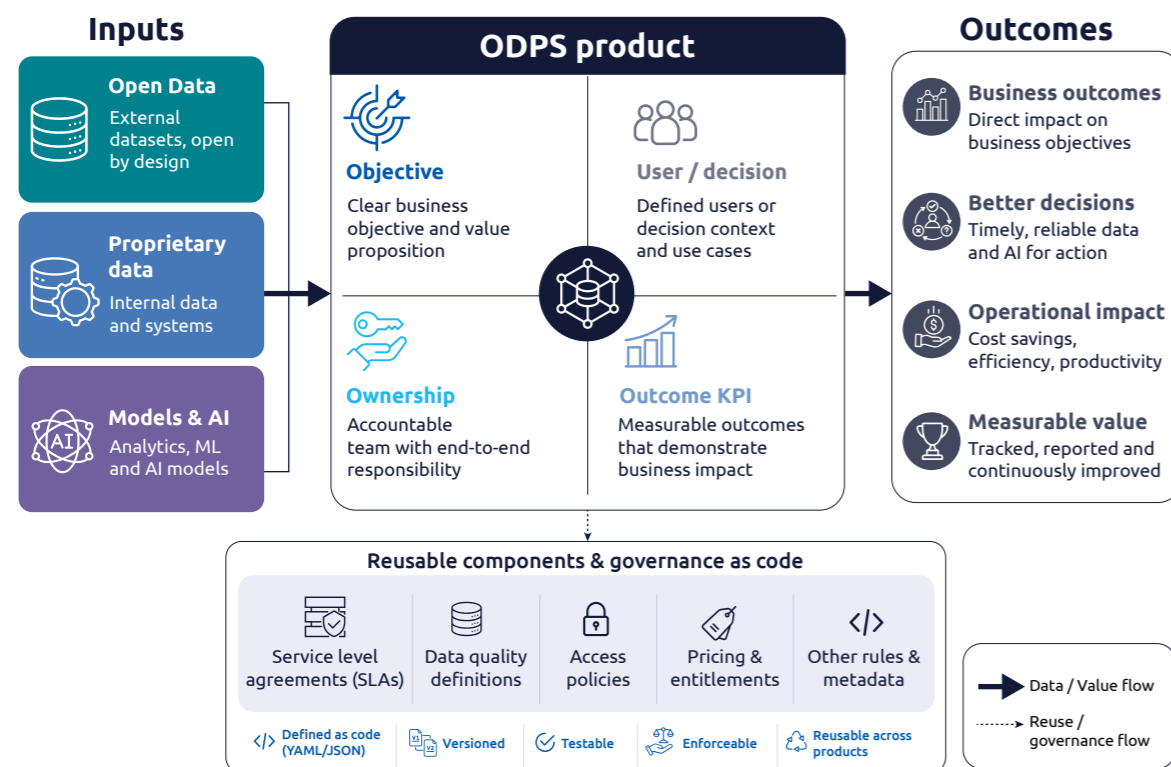 Inputs
Open Data
External
datasets, open
by design
Proprietary
data
Internal data
and systems
AI
Models & AI
Analytics, ML
and AI models
ODPS product
Objective
Clear business
objective and value
proposition
User / decision
Defined users or
decision context
and use cases
Ownership
Accountable
team with end-to-end
responsibility
Outcome KPI
Measurable outcomes
that demonstrate
business impact
Outcomes
Business outcomes
Direct impact on
business objectives
Better decisions
Timely, reliable data
and AI for action
Operational impact
Cost savings,
efficiency, productivity
Measurable value
Tracked, reported and
continuously improved
Reusable components & governance as code
Service level
agreements (SLAs)
Data quality
definitions
Access
policies
Pricing &
entitlements
</>
Other rules &
metadata
</>
Defined as code
(YAML/JSON)
V1
V2
Versioned
Testable
Enforceable
Reusable across
products
Data / Value flow
Reuse /
governance flow